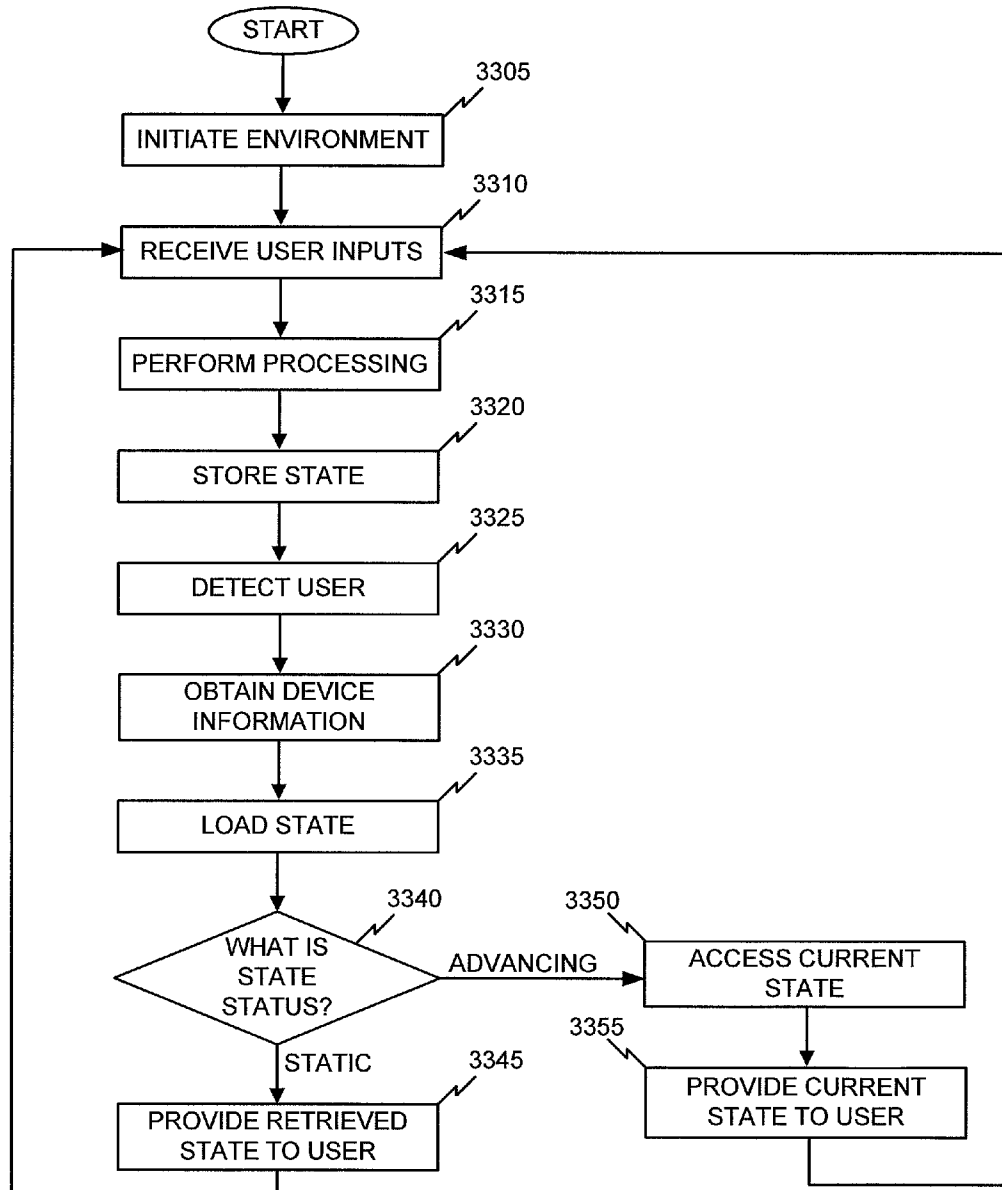 START
3305
INITIATE ENVIRONMENT
3310
RECEIVE USER INPUTS
3315
PERFORM PROCESSING
3320
STORE STATE
3325
DETECT USER
3330
OBTAIN DEVICE
INFORMATION
3335
LOAD STATE
3340
WHAT IS
STATE
STATUS?
ADVANCING
3350
ACCESS CURRENT
STATE
STATIC
3345
PROVIDE RETRIEVED
STATE TO USER
3355
PROVIDE CURRENT
STATE TO USER